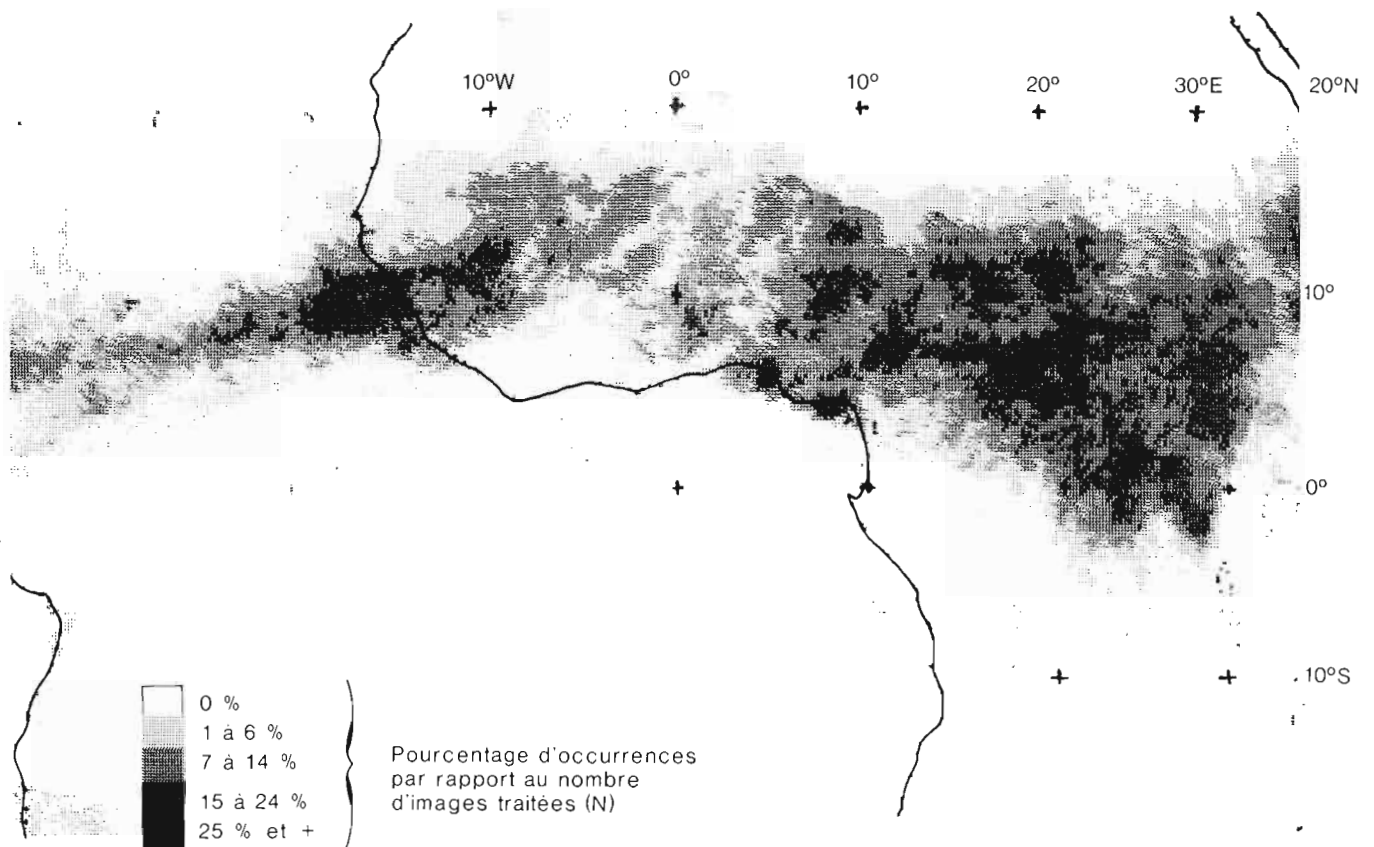 10°W 0° 10° 20° 30°E 20°N
10°
0°
10°S
0 %
1 à 6 %
7 à 14 %
15 à 24 %
25 % et +
Pourcentage d'occurrences
par rapport au nombre
d'images traitées (N)